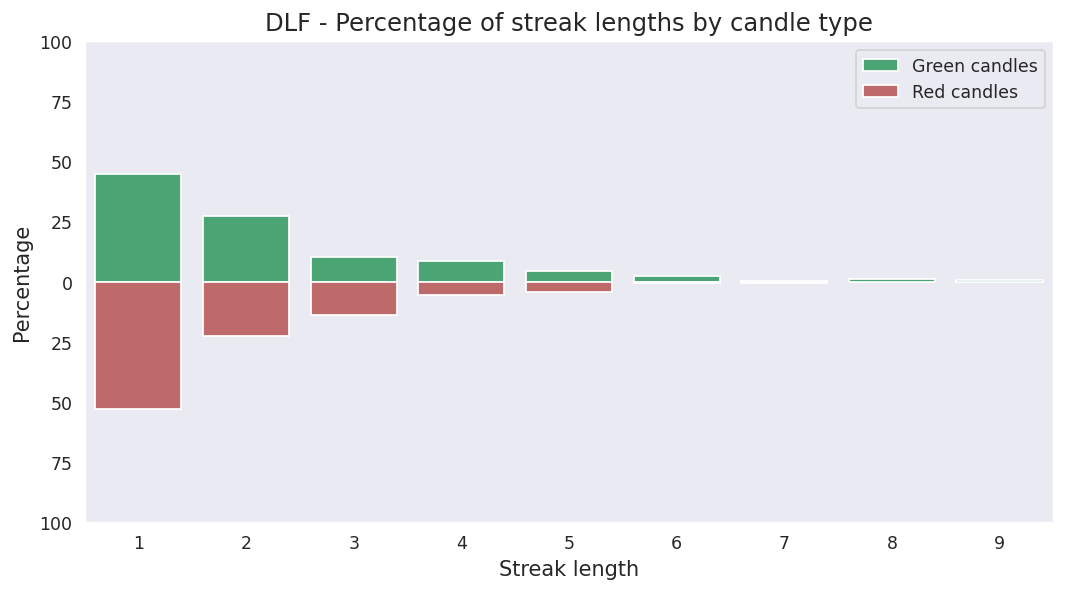 DLF - Percentage of streak lengths by candle type
Green candles
Red candles
Percentage
100
75
50
25
0
25
50
75
100
1 2 3 4 5 6 7 8 9
Streak length